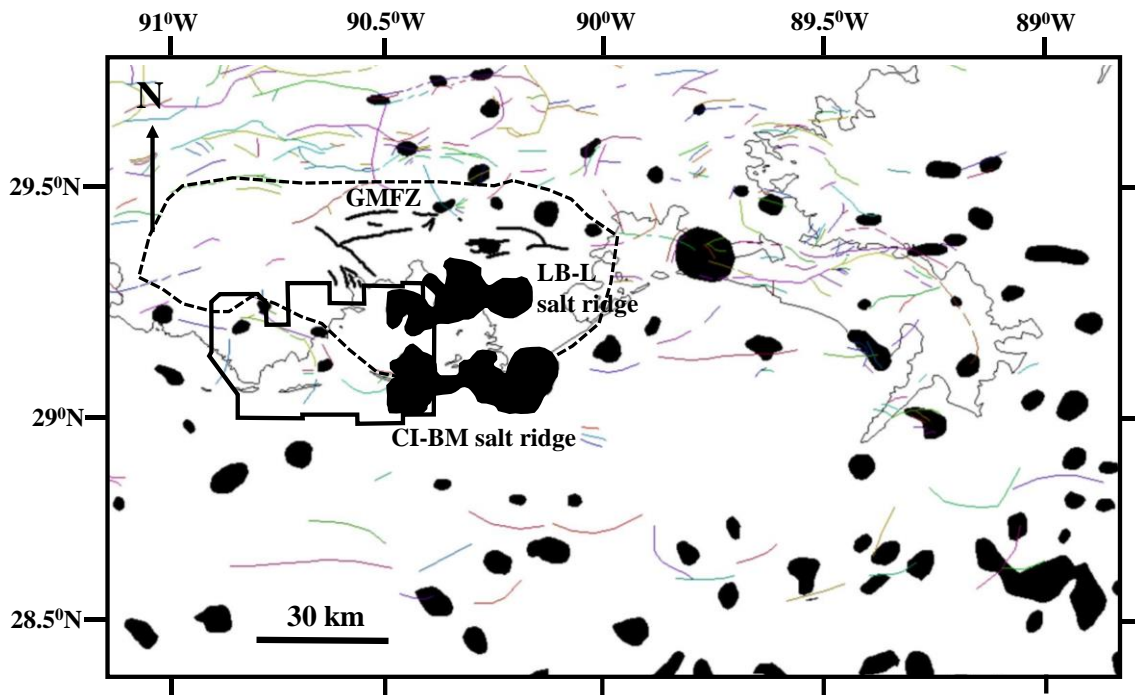 91⁰W 90.5⁰W 90⁰W 89.5⁰W 89⁰W
N
29.5⁰N
GMFZ
LB-L
salt ridge
29⁰N
CI-BM salt ridge
28.5⁰N
30 km